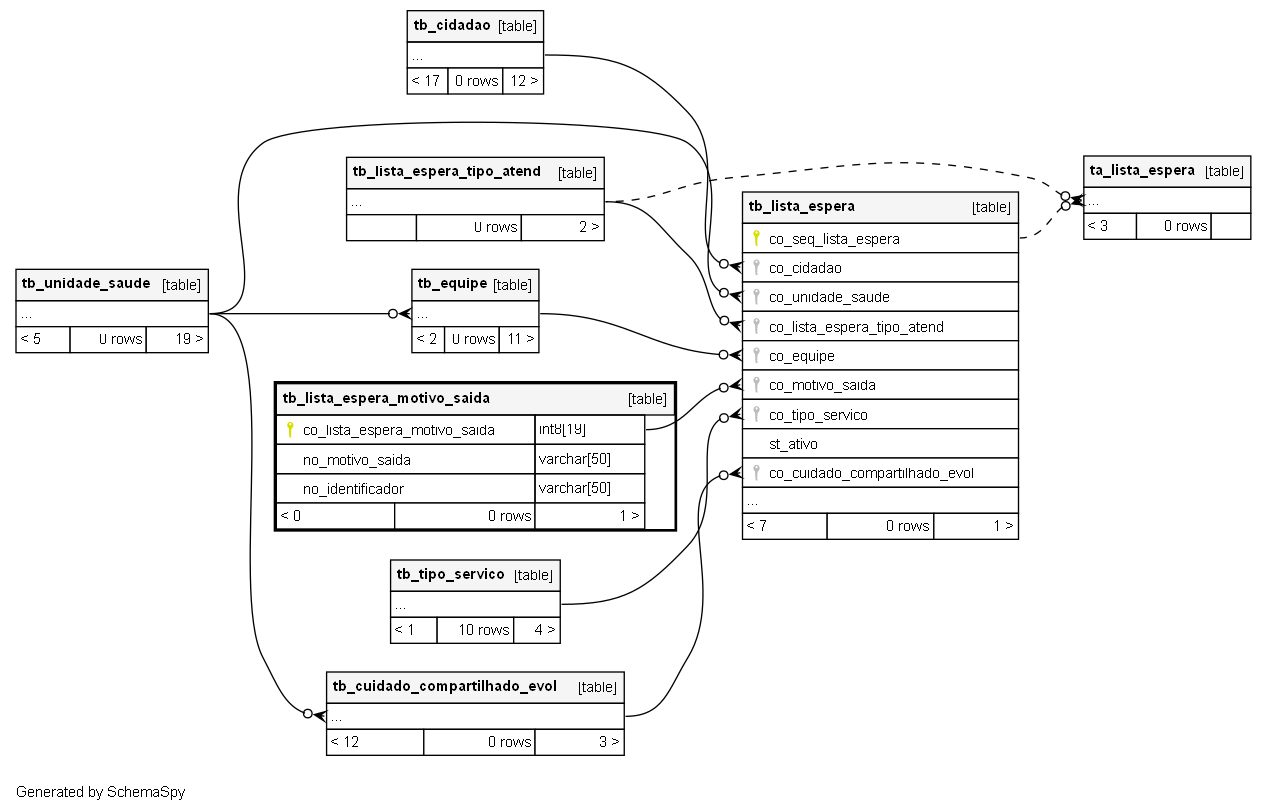 tb_cidadao [table]
...
< 17 0 rows 12 >
tb_lista_espera_tipo_atend [table]
...
0 rows 2 >
ta_lista_espera [table]
...
< 3 0 rows
tb_lista_espera [table]
co_seq_lista_espera
co_cidadao
co_unidade_saude
co_lista_espera_tipo_atend
co_equipe
co_motivo_saida
co_tipo_servico
st_ativo
co_cuidado_compartilhado_evol
...
< 7 0 rows 1 >
tb_unidade_saude [table]
...
< 5 0 rows 19 >
tb_equipe [table]
...
< 2 0 rows 11 >
tb_lista_espera_motivo_saida [table]
co_lista_espera_motivo_saida int8[19]
no_motivo_saida varchar[50]
no_identificador varchar[50]
< 0 0 rows 1 >
tb_tipo_servico [table]
...
< 1 10 rows 4 >
tb_cuidado_compartilhado_evol [table]
...
< 12 0 rows 3 >
Generated by SchemaSpy